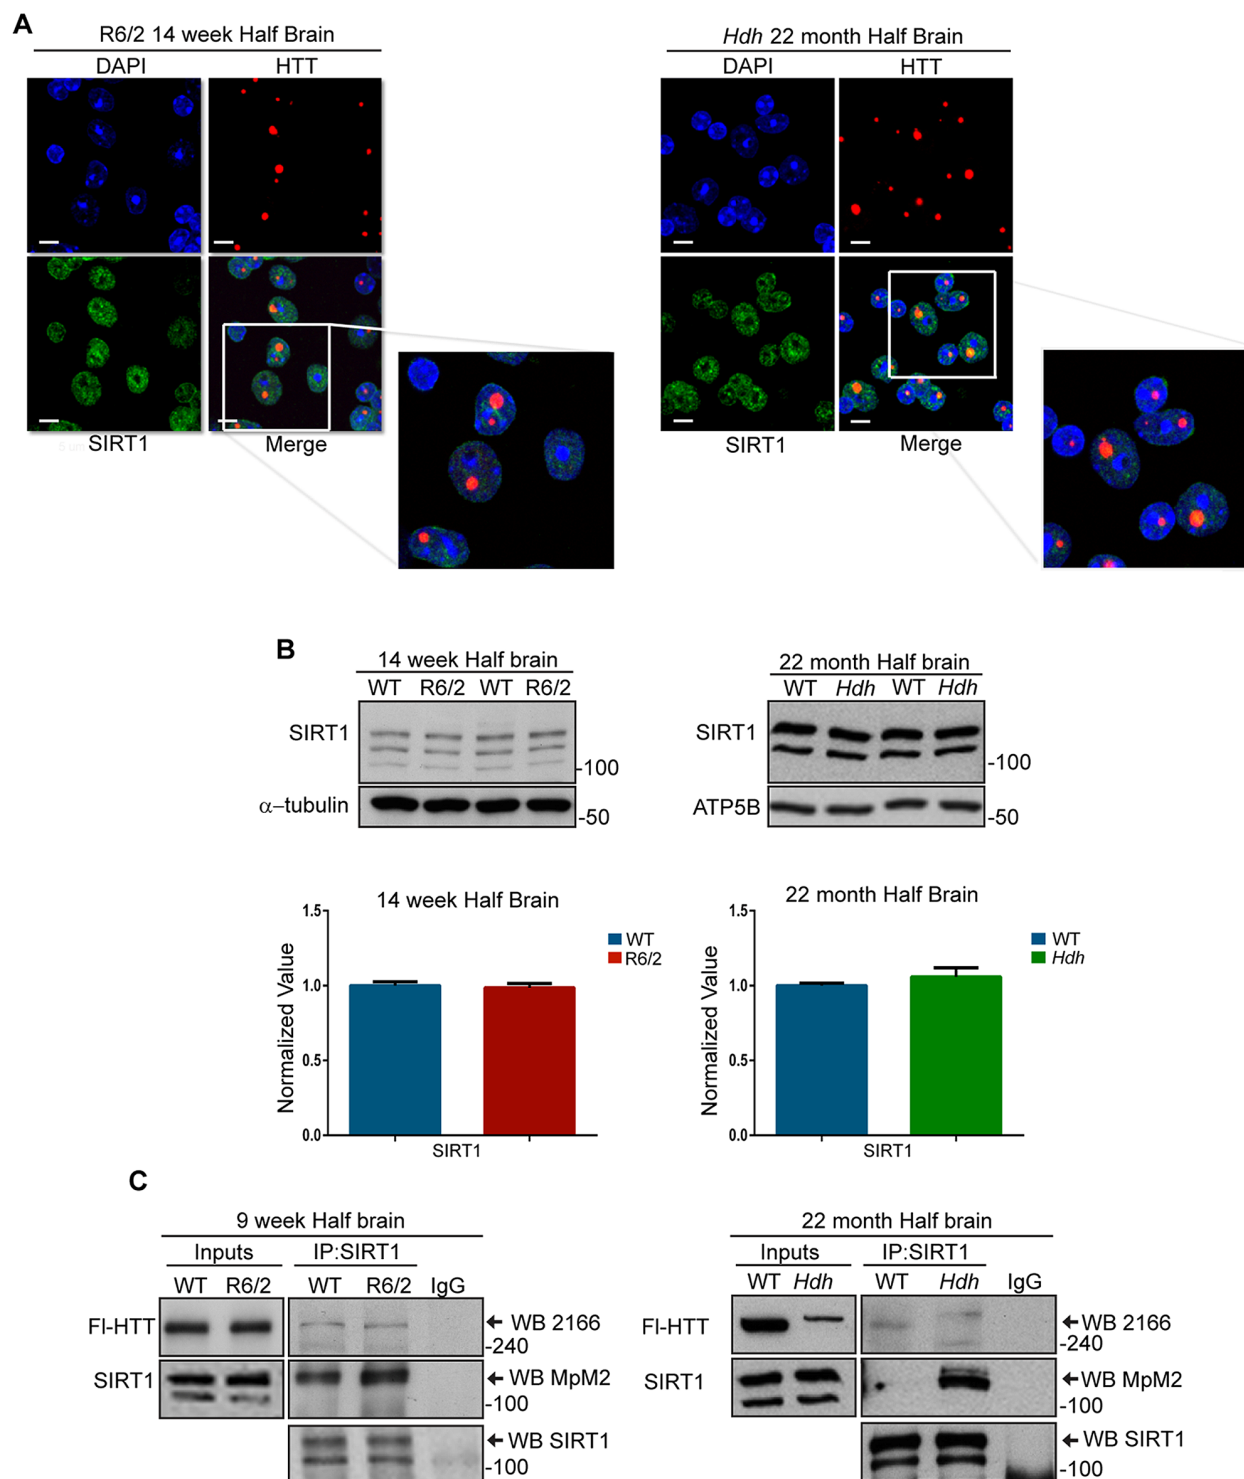 A
R6/2 14 week Half Brain
DAPI HTT
SIRT1 Merge
Hdh 22 month Half Brain
DAPI HTT
SIRT1 Merge
B
14 week Half brain
WT R6/2 WT R6/2
SIRT1
-100
α-tubulin
-50
22 month Half brain
WT Hdh WT Hdh
SIRT1
-100
ATP5B
-50
14 week Half Brain
Normalized Value
1.5
1.0
0.5
0.0
SIRT1
WT
R6/2
22 month Half Brain
Normalized Value
1.5
1.0
0.5
0.0
SIRT1
WT
Hdh
C
9 week Half brain
Inputs IP:SIRT1
WT R6/2 WT R6/2 IgG
Fl-HTT
WB 2166
-240
SIRT1
WB MpM2
-100
WB SIRT1
-100
22 month Half brain
Inputs IP:SIRT1
WT Hdh WT Hdh IgG
Fl-HTT
WB 2166
-240
SIRT1
WB MpM2
-100
WB SIRT1
-100